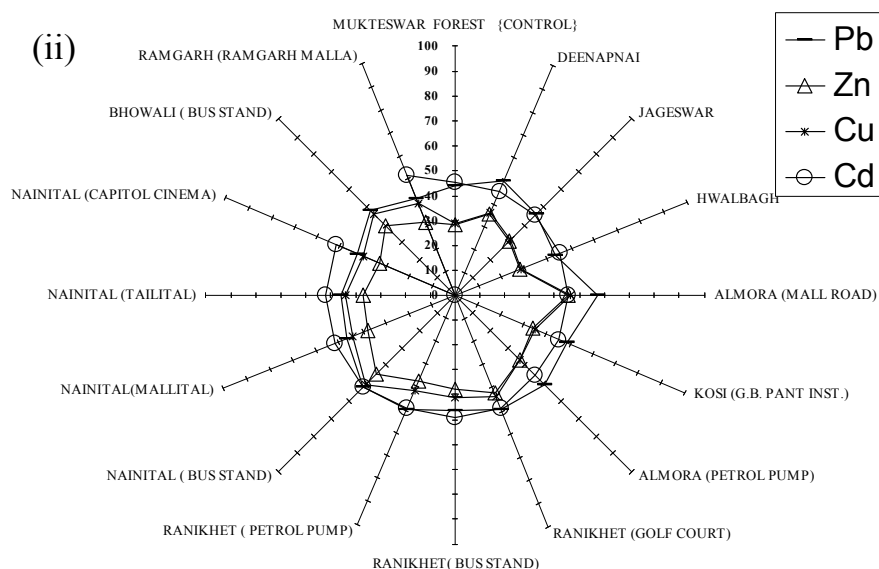 (ii)
MUKTESWAR FOREST {CONTROL}
DEENAPNAI
JAGESWAR
HWALBAGH
ALMORA (MALL ROAD)
KOSI (G.B. PANT INST.)
ALMORA (PETROL PUMP)
RANIKHET (GOLF COURT)
RANIKHET( BUS STAND)
RANIKHET ( PETROL PUMP)
NAINITAL ( BUS STAND)
NAINITAL(MALLITAL)
NAINITAL (TAILITAL)
NAINITAL (CAPITOL CINEMA)
BHOWALI ( BUS STAND)
RAMGARH (RAMGARH MALLA)
100
90
80
70
60
50
40
30
20
10
0
Pb
Zn
Cu
Cd